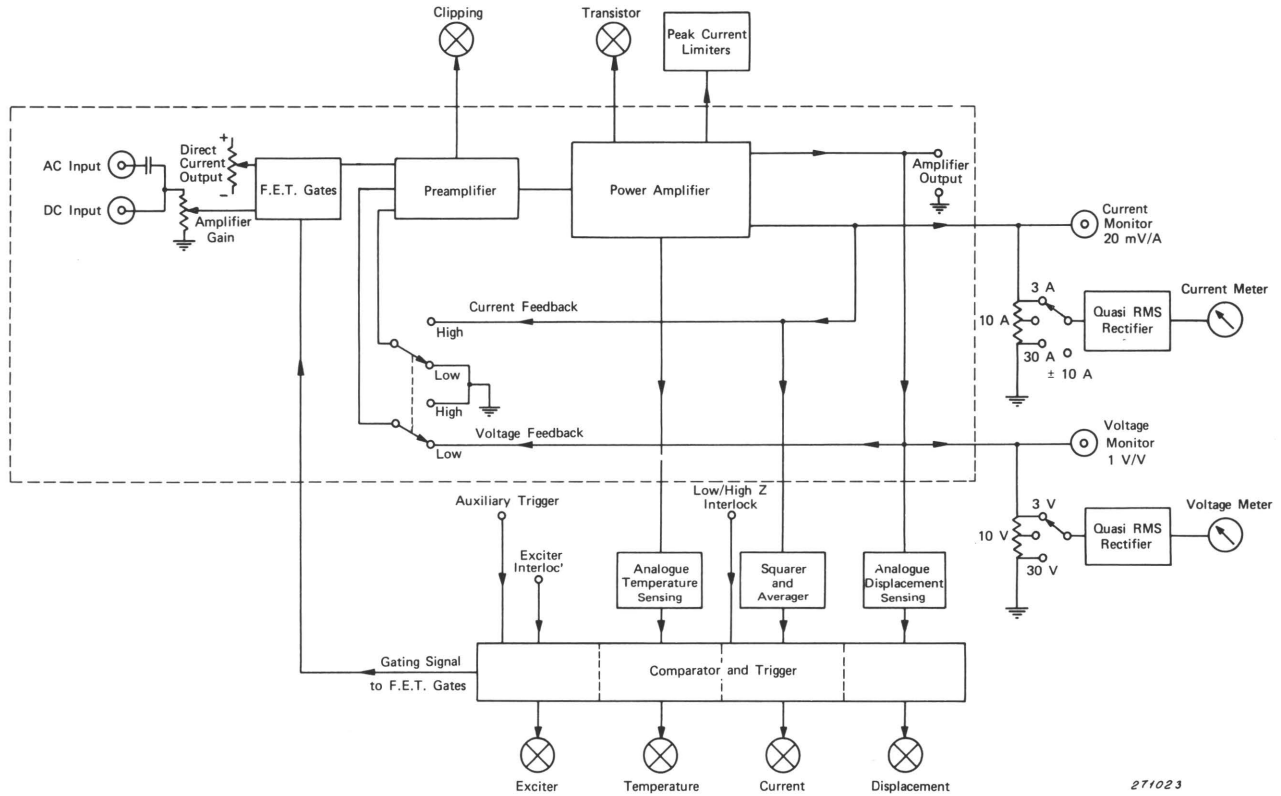 Clipping
Transistor
Peak Current
Limiters
AC Input
DC Input
+
Direct
Current
Output
−
Amplifier
Gain
F.E.T. Gates
Preamplifier
Power Amplifier
Amplifier
Output
Current
Monitor
20 mV/A
3 A
10 A
30 A
± 10 A
Quasi RMS
Rectifier
Current Meter
Current Feedback
High
Low
High
Low
Voltage Feedback
Voltage
Monitor
1 V/V
3 V
10 V
30 V
Quasi RMS
Rectifier
Voltage Meter
Auxiliary Trigger
Exciter
Interloc'
Low/High Z
Interlock
Analogue
Temperature
Sensing
Squarer
and
Averager
Analogue
Displacement
Sensing
Gating Signal
to F.E.T. Gates
Comparator and Trigger
Exciter
Temperature
Current
Displacement
271023